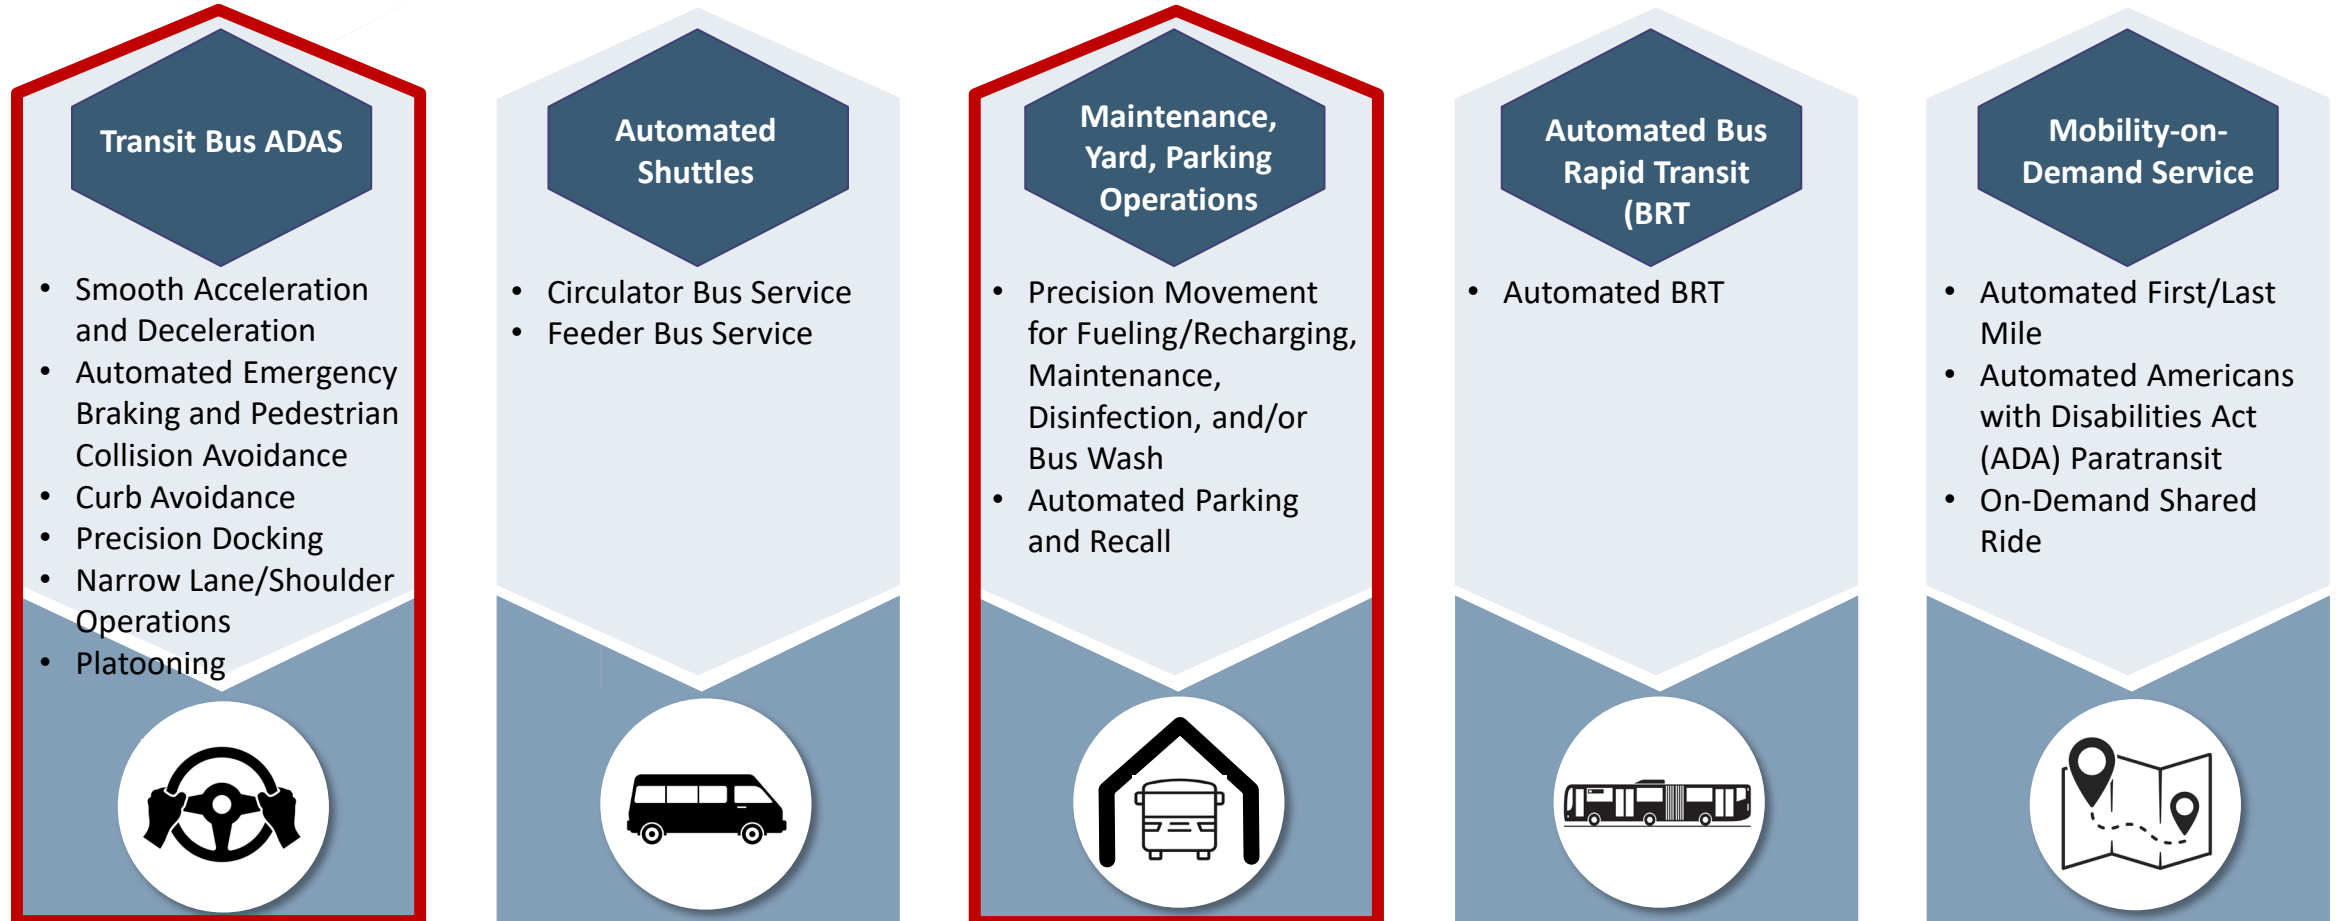 Transit Bus ADAS
• Smooth Acceleration
and Deceleration
• Automated Emergency
Braking and Pedestrian
Collision Avoidance
• Curb Avoidance
• Precision Docking
• Narrow Lane/Shoulder
Operations
• Platooning
Automated
Shuttles
• Circulator Bus Service
• Feeder Bus Service
Maintenance,
Yard, Parking
Operations
• Precision Movement
for Fueling/Recharging,
Maintenance,
Disinfection, and/or
Bus Wash
• Automated Parking
and Recall
Automated Bus
Rapid Transit
(BRT
• Automated BRT
Mobility-on-
Demand Service
• Automated First/Last
Mile
• Automated Americans
with Disabilities Act
(ADA) Paratransit
• On-Demand Shared
Ride